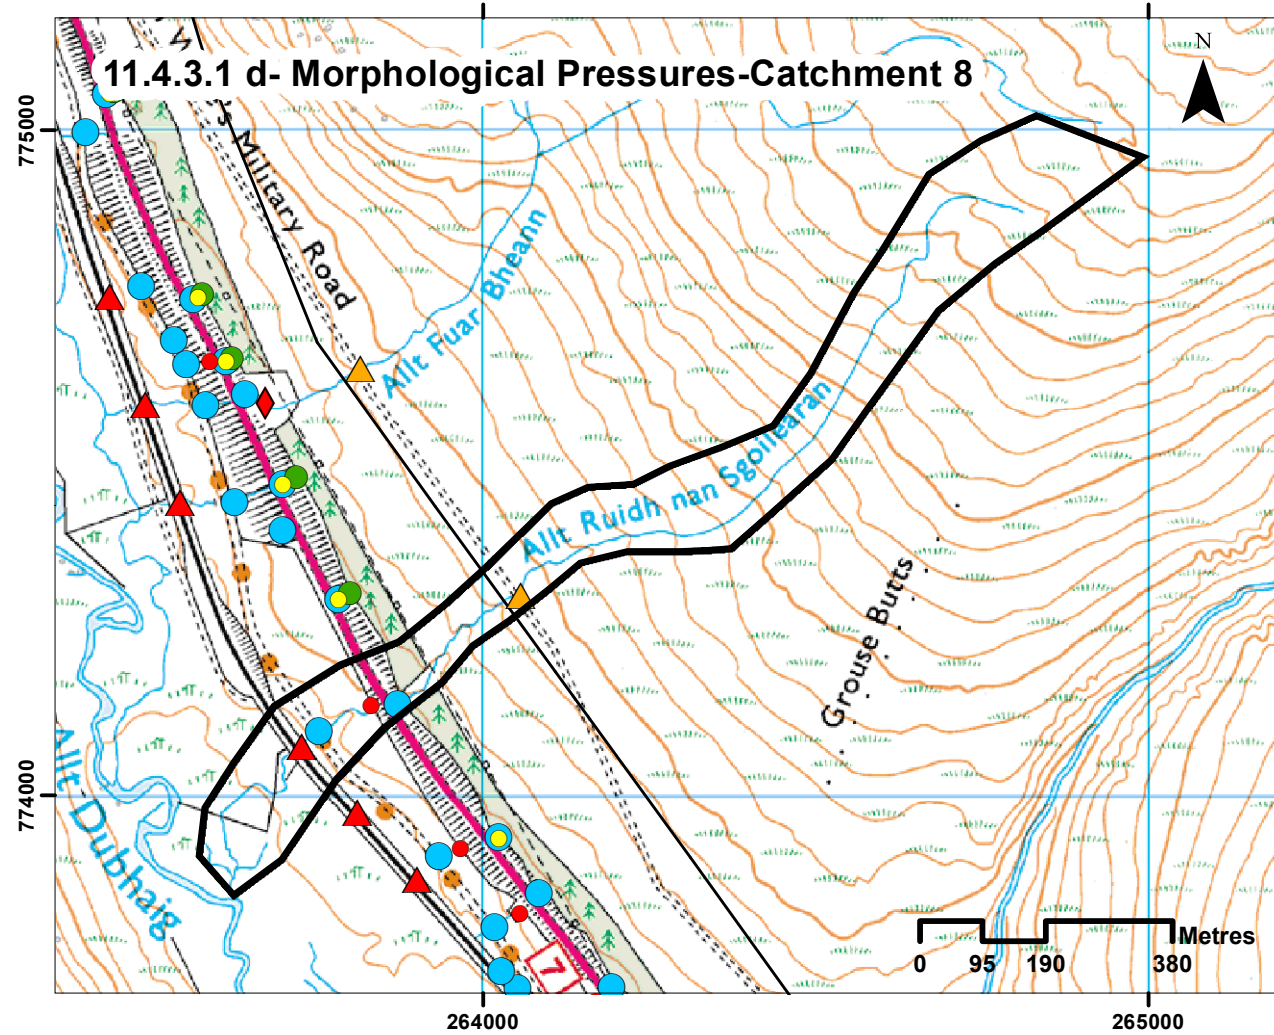 11.4.3.1 d- Morphological Pressures-Catchment 8
N
775000
774000
Military Road
Allt Fuar Bheann
Allt Ruidh nan Sgoilearan
Grouse Butts
Allt Dubhaig
7
Metres
0 95 190 380
264000 265000